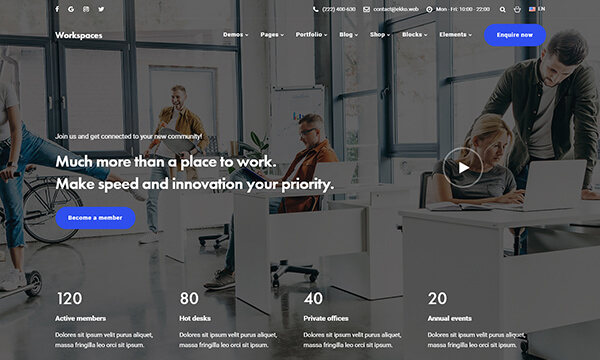 (222) 400-630 contact@ekko.web Mon - Fri: 10:00 - 22:00 EN
Workspaces Demos Pages Portfolio Blog Shop Blocks Elements Enquire now
Join us and get connected to your new community!
Much more than a place to work.
Make speed and innovation your priority.
Become a member
120 80 40 20
Active members Hot desks Private offices Annual events
Dolores sit ipsum velit purus aliquet, Dolores sit ipsum velit purus aliquet, Dolores sit ipsum velit purus aliquet, Dolores sit ipsum velit purus aliquet,
massa fringilla leo orci sit ipsum. massa fringilla leo orci sit ipsum. massa fringilla leo orci sit ipsum. massa fringilla leo orci sit ipsum.